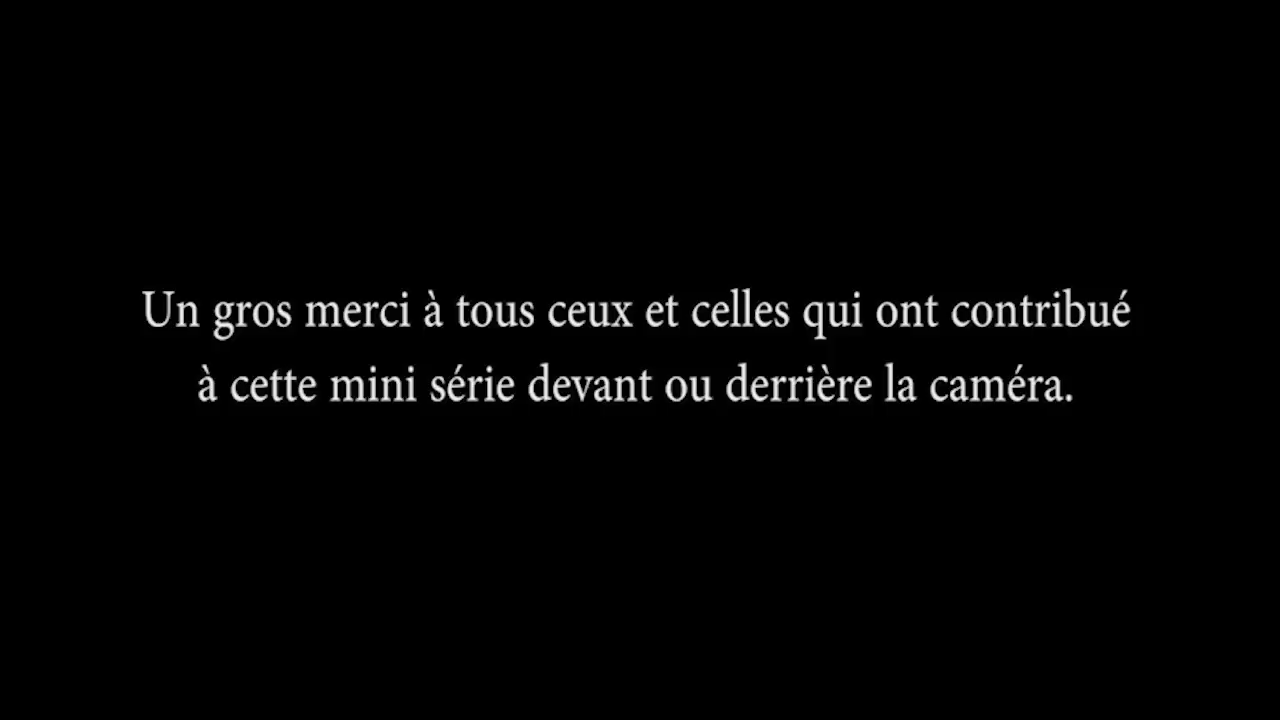 Un gros merci à tous ceux et celles qui ont contribué
à cette mini série devant ou derrière la caméra.